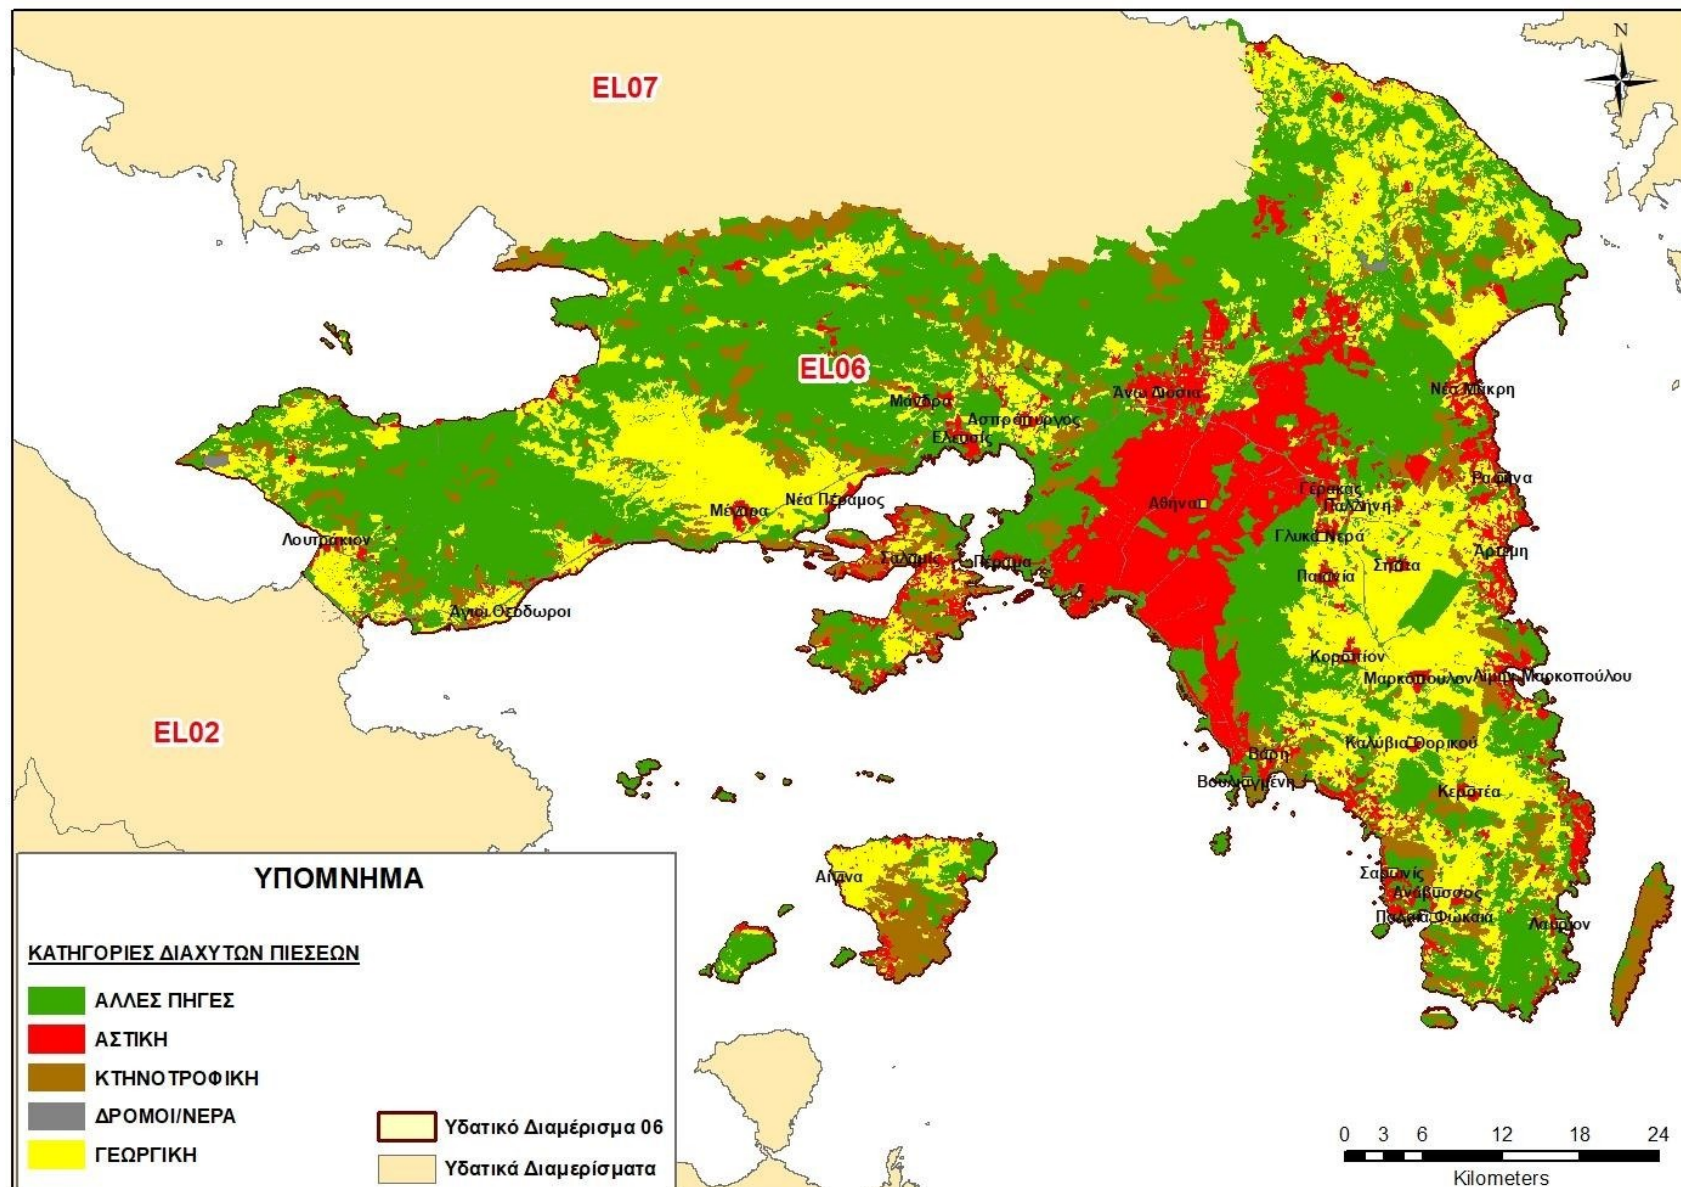 N
EL07
EL06
EL02
Μάνδρα
Ασπρόπυργος
Ελευσίς
Άνω Λιόσια
Νέα Μάκρη
Νέα Πέραμος
Μέγαρα
Λουτράκιον
Άγιοι Θεόδωροι
Σαλαμίς
Πέραμα
Αθήνα
Γέρακας
Παλλήνη
Γλυκά Νερά
Ραφήνα
Παιανία
Σπάτα
Άρτεμη
Κορωπίον
Μαρκόπουλον
Λιμήν Μαρκοπούλου
Βάρη
Βουλιαγμένη
Καλύβια Θορικού
Κερατέα
Αίγινα
Σαρωνίς
Ανάβυσσος
Παλαιά Φώκαια
Λαύριον
ΥΠΟΜΝΗΜΑ
ΚΑΤΗΓΟΡΙΕΣ ΔΙΑΧΥΤΩΝ ΠΙΕΣΕΩΝ
ΑΛΛΕΣ ΠΗΓΕΣ
ΑΣΤΙΚΗ
ΚΤΗΝΟΤΡΟΦΙΚΗ
ΔΡΟΜΟΙ/ΝΕΡΑ
ΓΕΩΡΓΙΚΗ
Υδατικό Διαμέρισμα 06
Υδατικά Διαμερίσματα
0 3 6 12 18 24
Kilometers